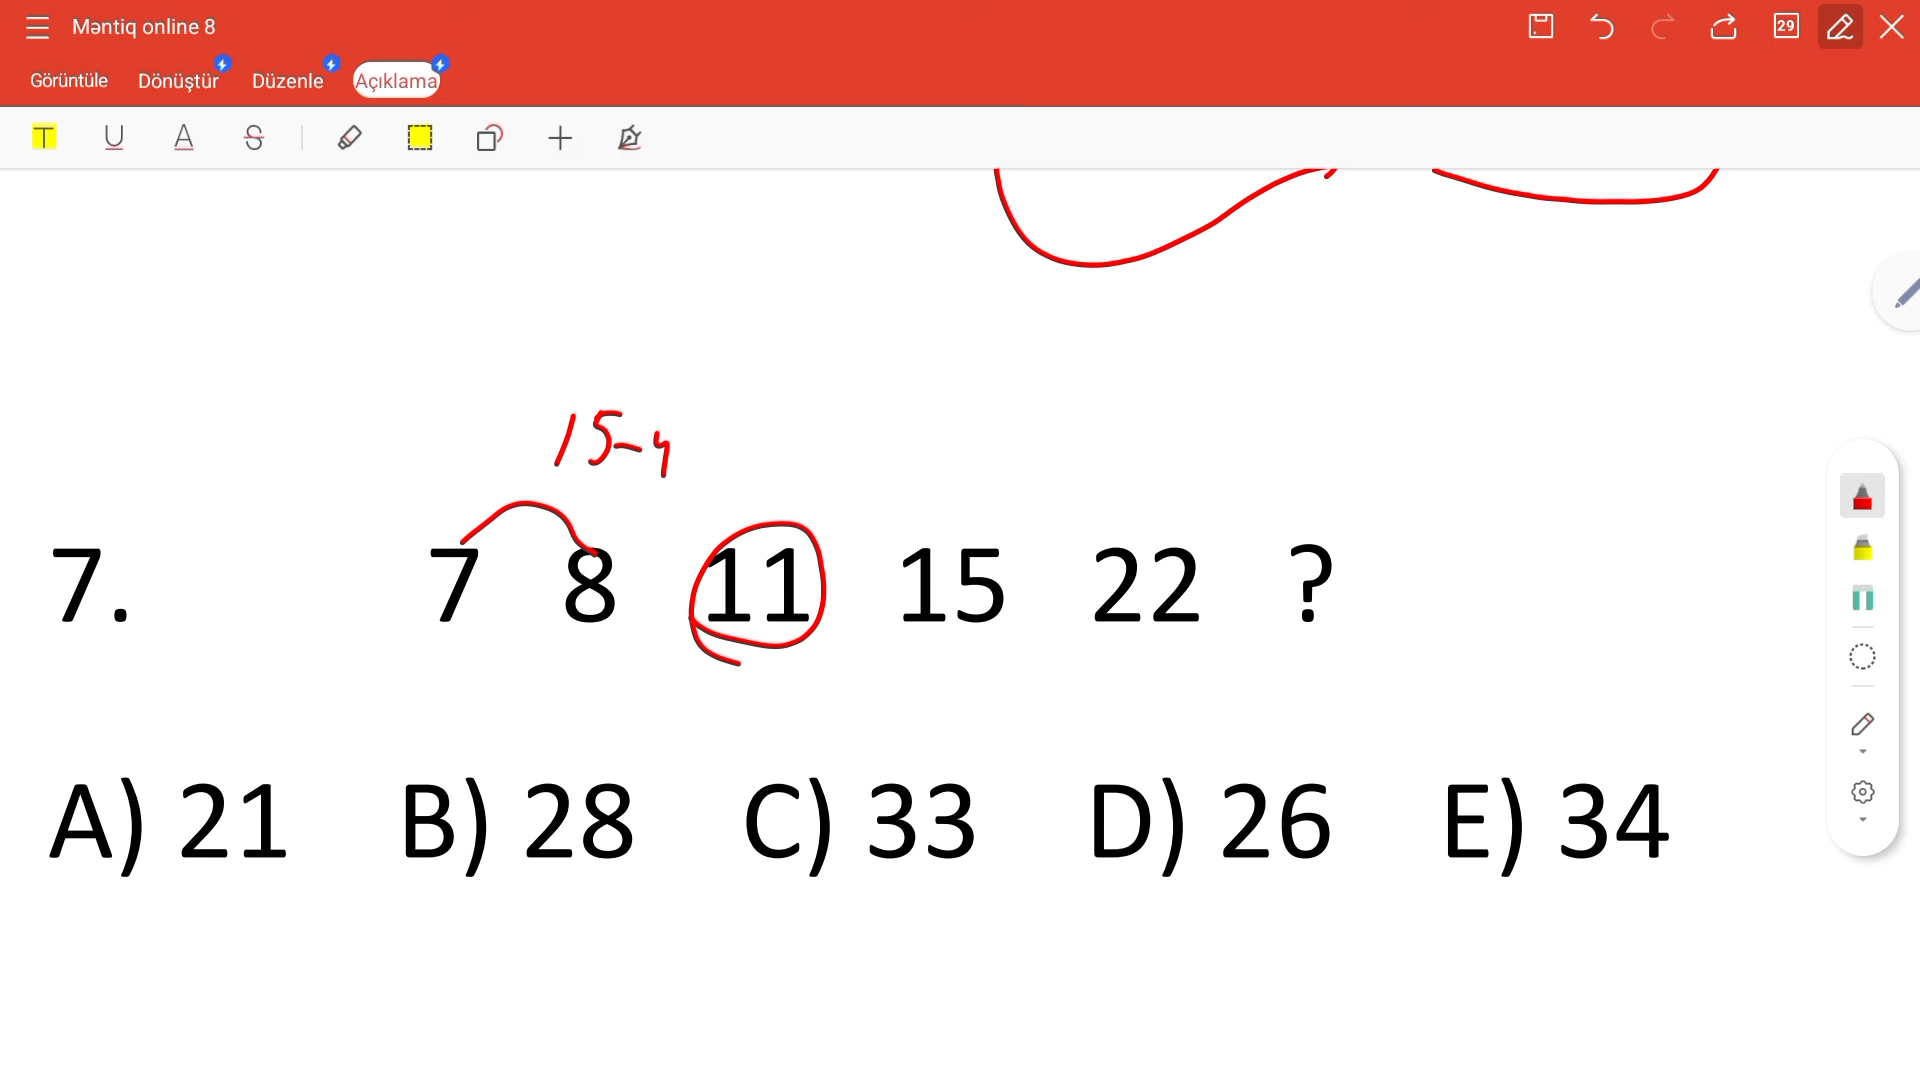 Məntiq online 8
29
Görüntüle Dönüştür Düzenle Açıklama
T U A S
15-4
7. 7 8 11 15 22 ?
A) 21 B) 28 C) 33 D) 26 E) 34